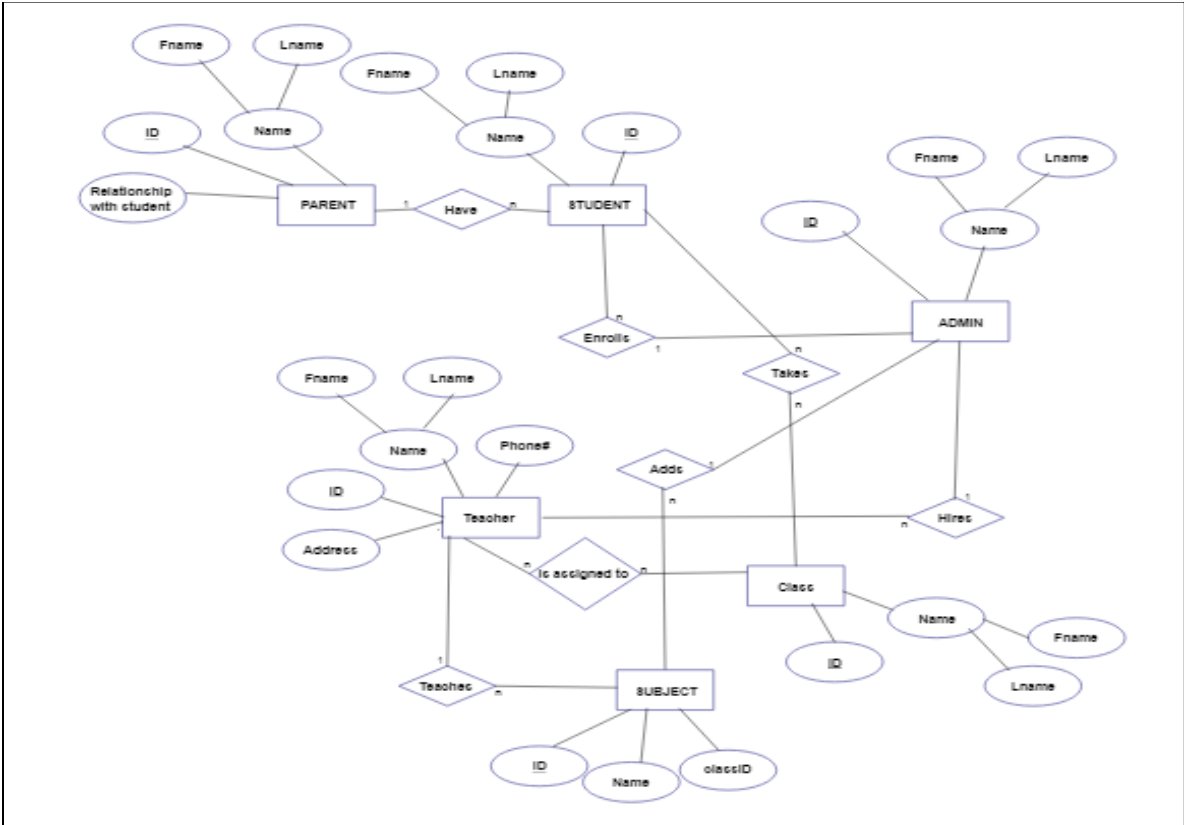 Fname
Lname
Fname
Lname
Name
ID
Name
ID
Relationship
with student
PARENT
1
Have
n
STUDENT
Fname
Lname
ID
Name
n
Enrolls
1
ADMIN
n
Takes
n
Fname
Lname
Name
Phone#
ID
Address
Teacher
Adds
1
n
n
Hires
1
n
Is assigned to
n
Class
Name
Fname
Lname
ID
1
Teaches
n
SUBJECT
ID
Name
classID